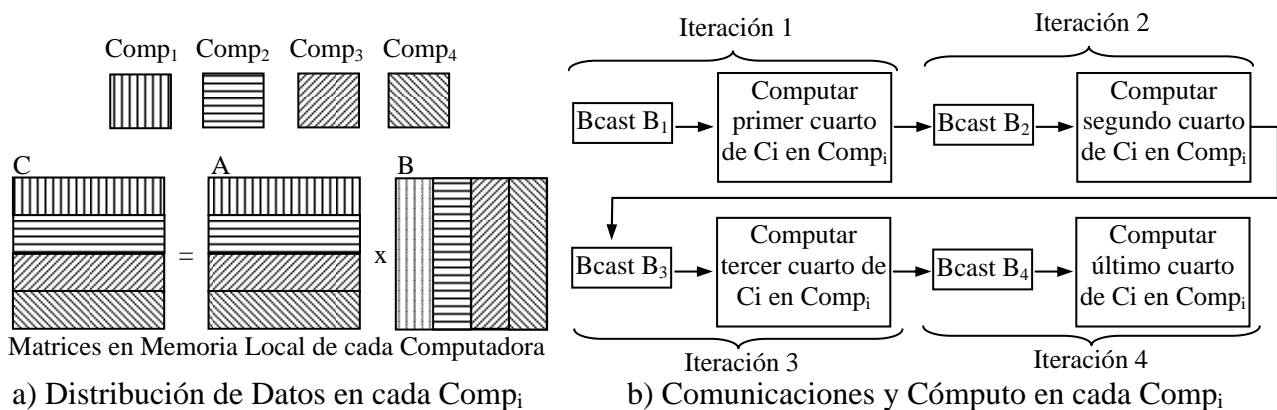 Comp₁ Comp₂ Comp₃ Comp₄
C
A
B
=
x
Matrices en Memoria Local de cada Computadora
a) Distribución de Datos en cada Compᵢ
Iteración 1
Iteración 2
Bcast B₁
Computar
primer cuarto
de Ci en Compᵢ
Bcast B₂
Computar
segundo cuarto
de Ci en Compᵢ
Bcast B₃
Computar
tercer cuarto de
Ci en Compᵢ
Bcast B₄
Computar
último cuarto
de Ci en Compᵢ
Iteración 3
Iteración 4
b) Comunicaciones y Cómputo en cada Compᵢ